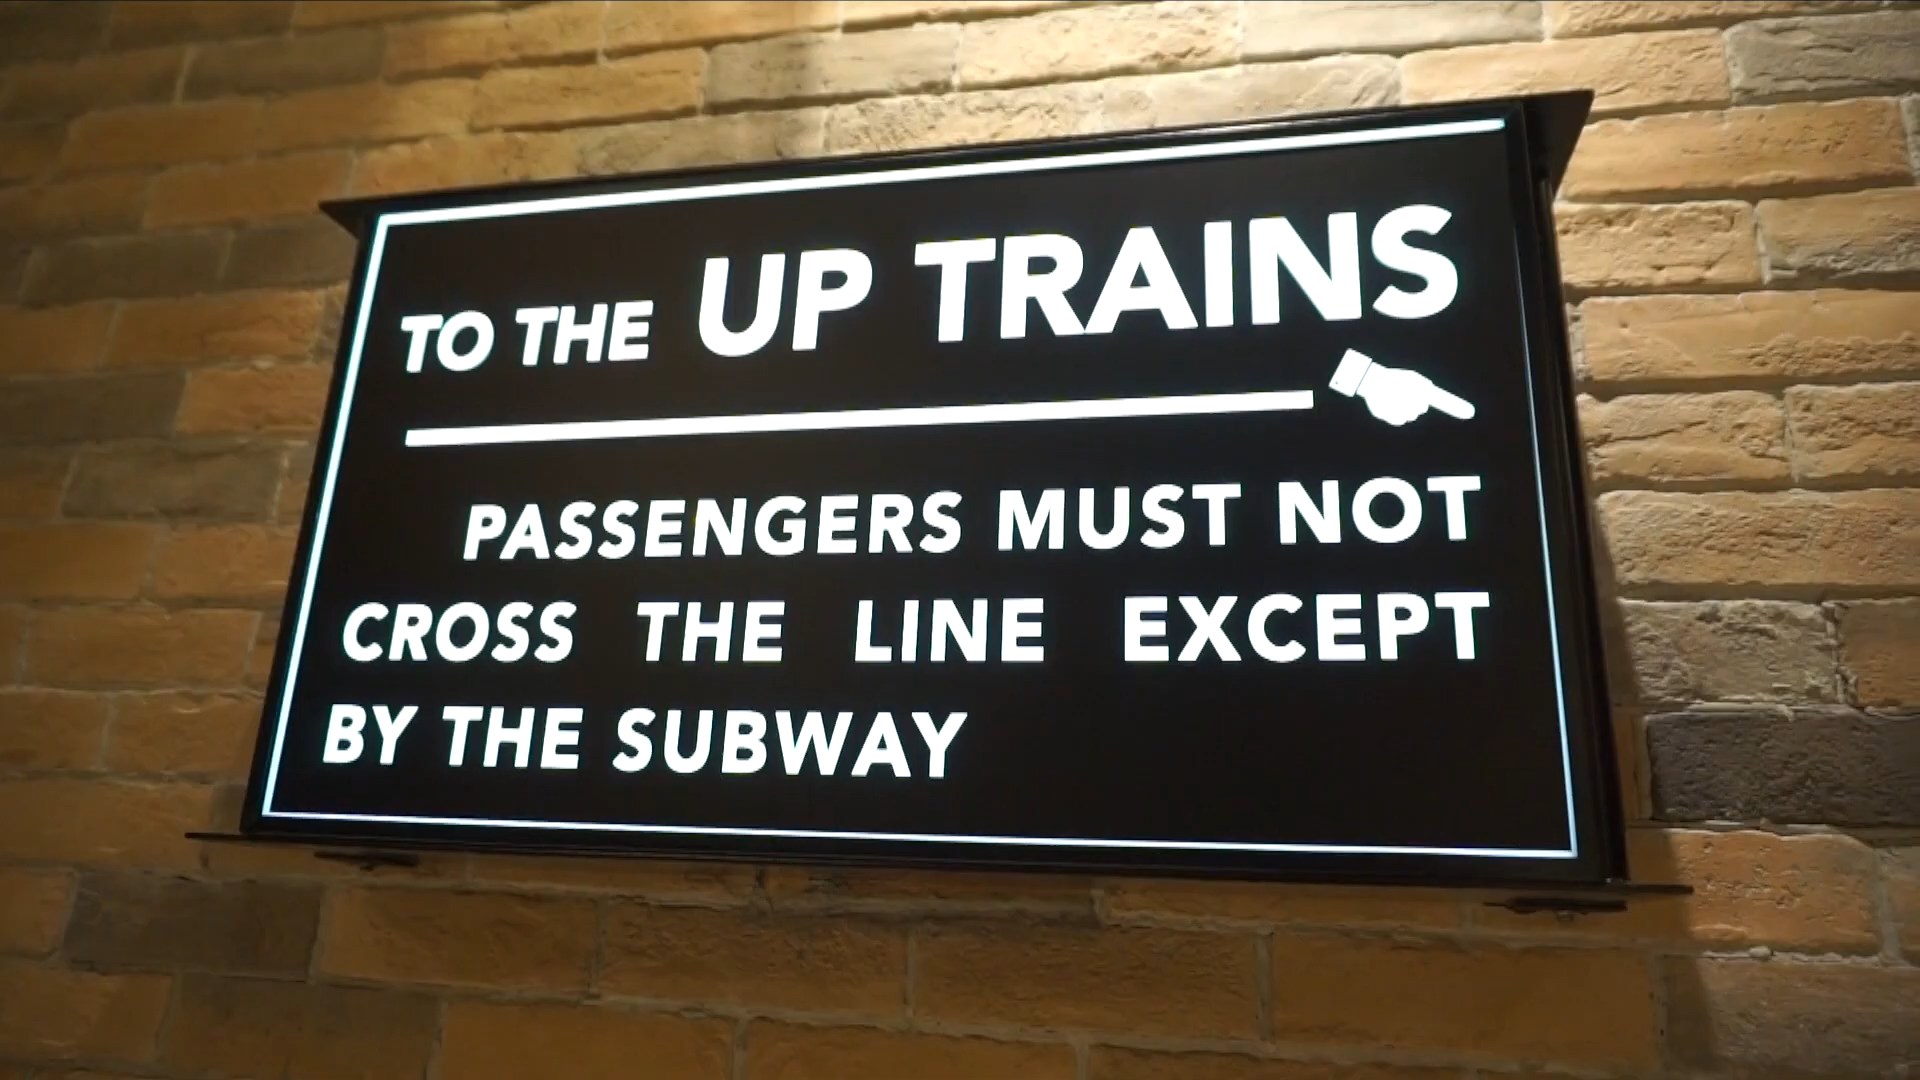 TO THE UP TRAINS
PASSENGERS MUST NOT
CROSS THE LINE EXCEPT
BY THE SUBWAY